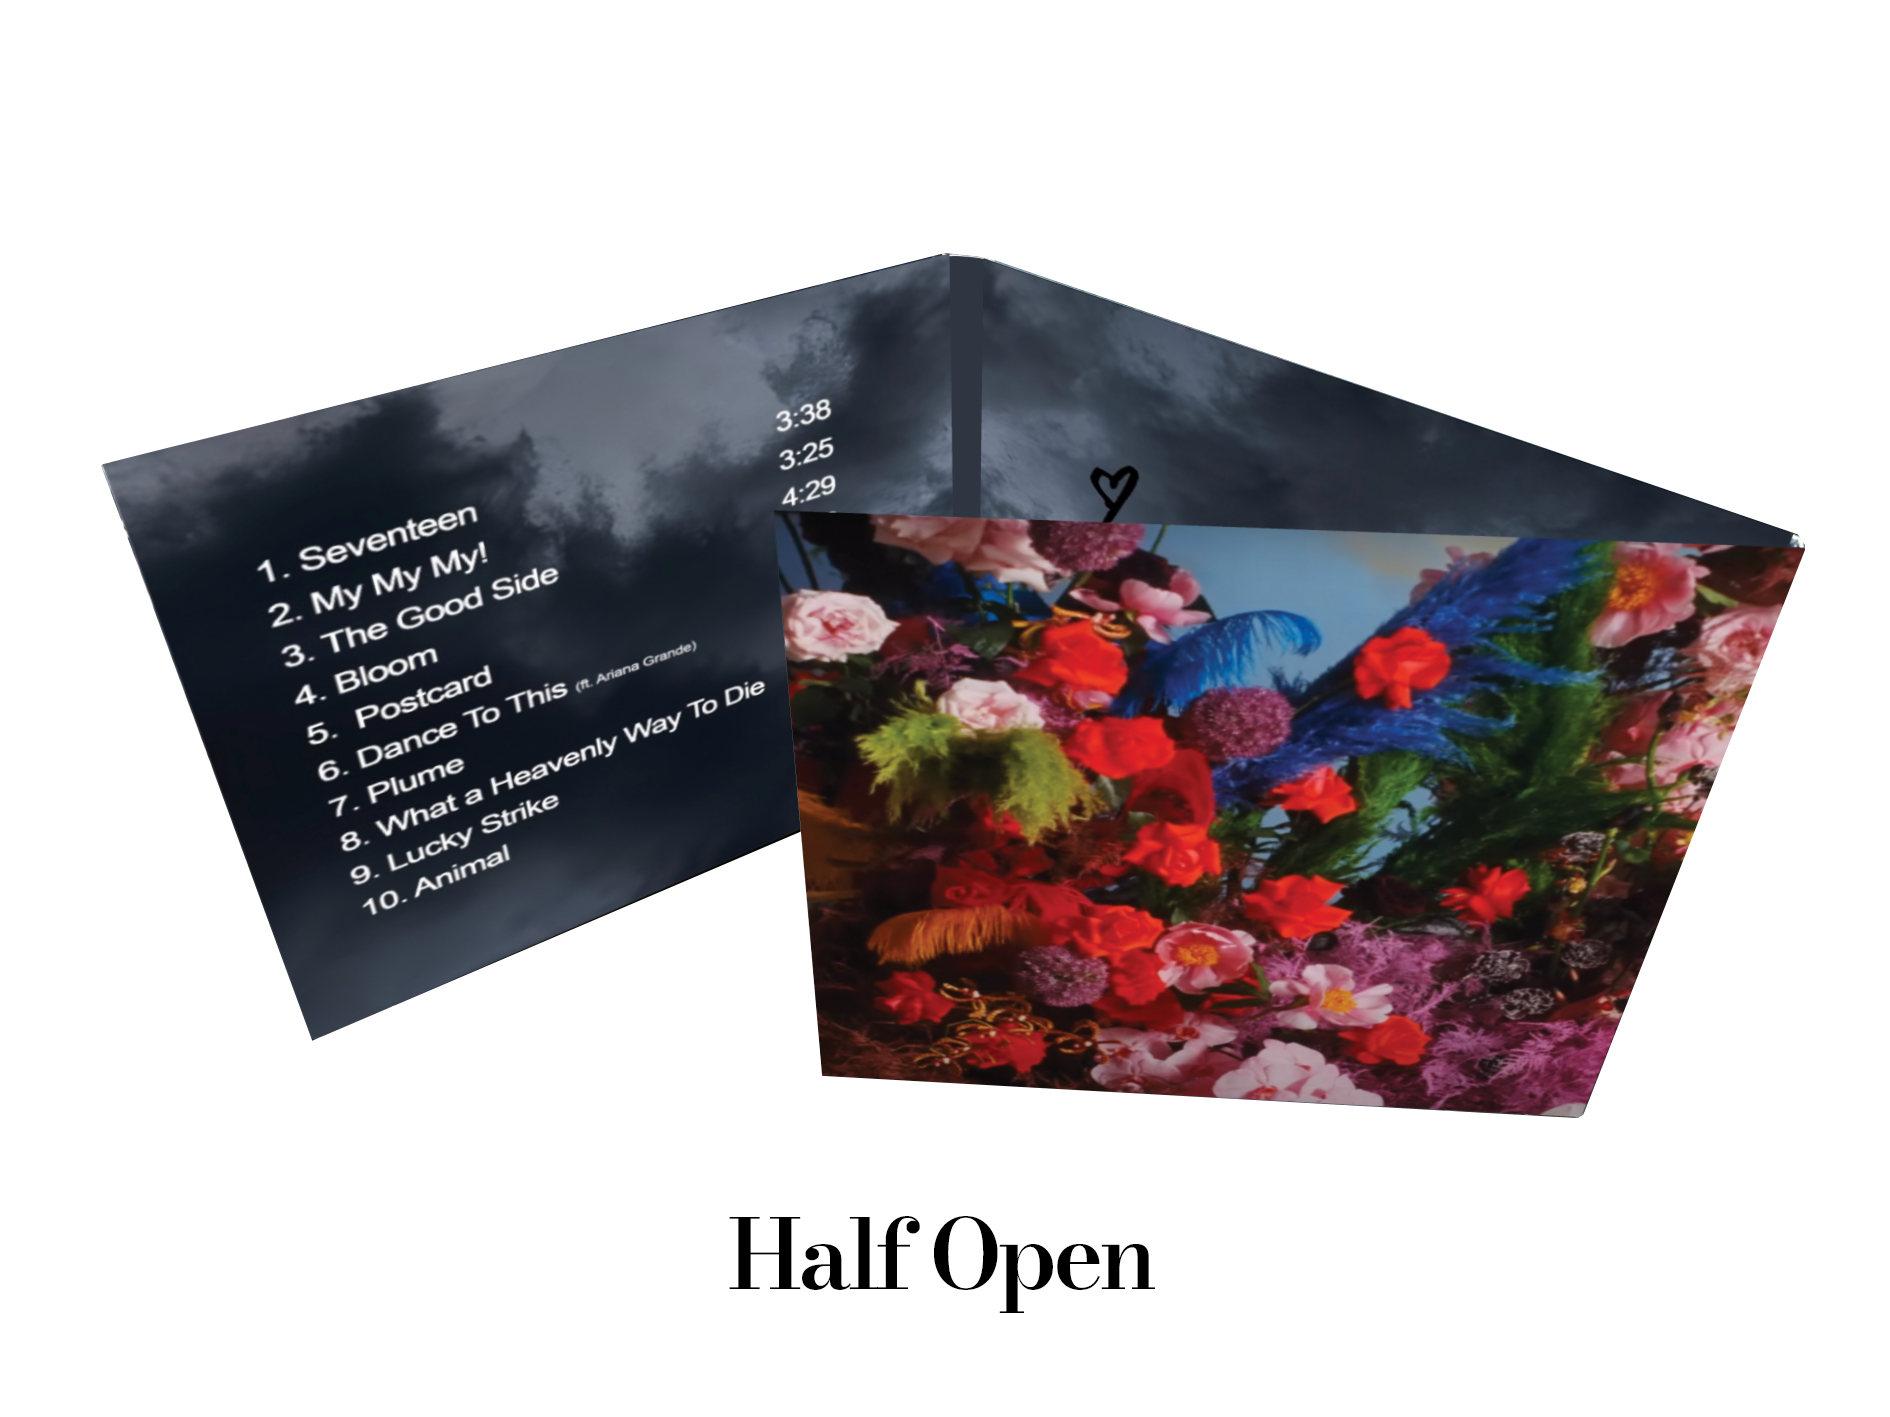 1. Seventeen 3:38
2. My My My! 3:25
3. The Good Side 4:29
4. Bloom
5. Postcard
6. Dance To This (ft. Ariana Grande)
7. Plume
8. What a Heavenly Way To Die
9. Lucky Strike
10. Animal
Half Open